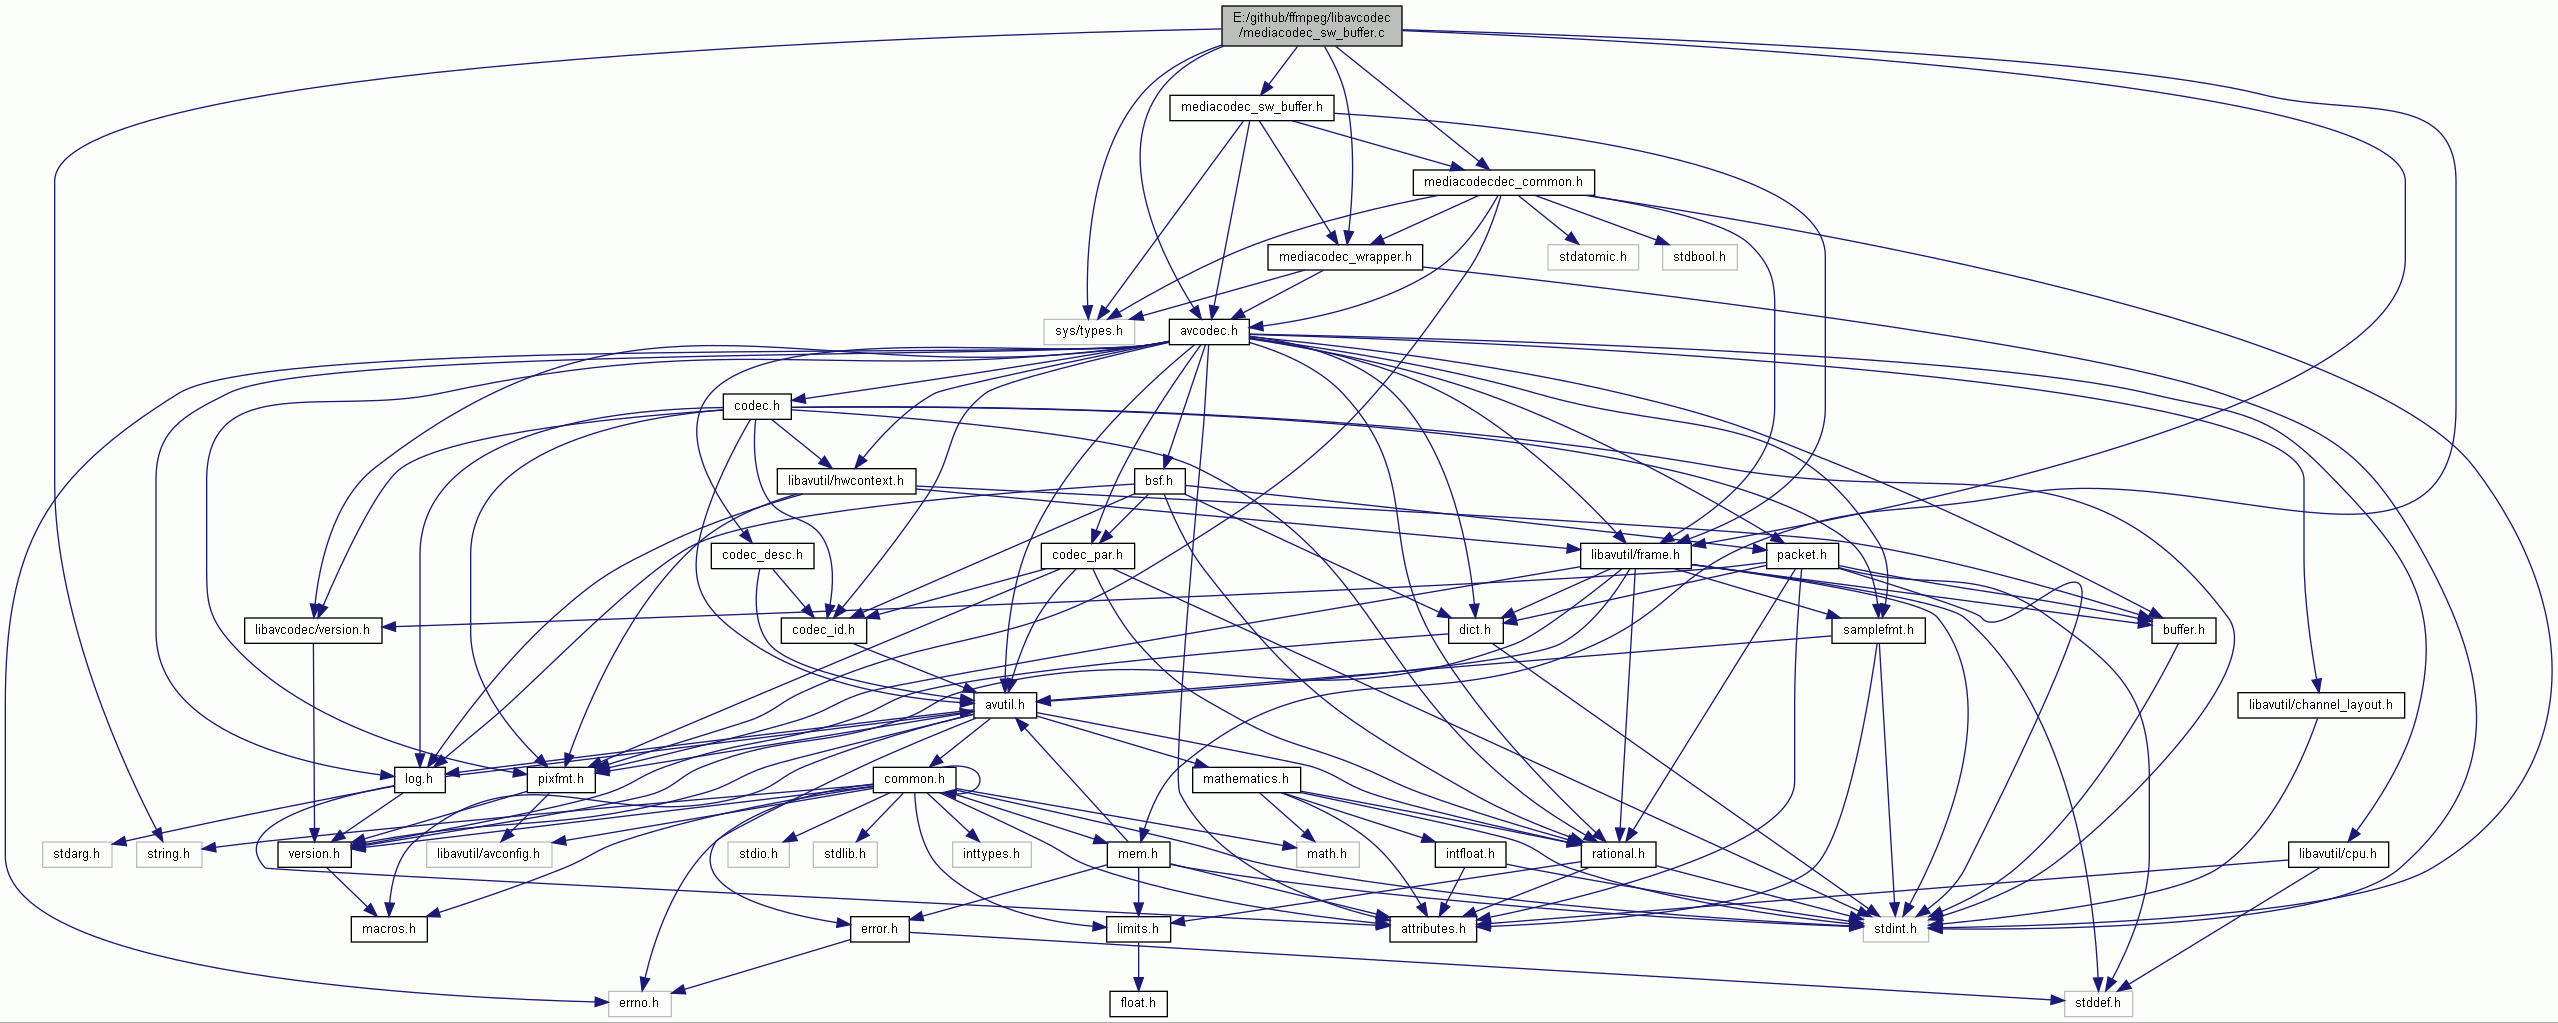 E:/github/ffmpeg/libavcodec
/mediacodec_sw_buffer.c
mediacodec_sw_buffer.h
mediacodecdec_common.h
mediacodec_wrapper.h
stdatomic.h
stdbool.h
sys/types.h
avcodec.h
codec.h
libavutil/hwcontext.h
bsf.h
codec_desc.h
codec_par.h
libavutil/frame.h
packet.h
libavcodec/version.h
codec_id.h
dict.h
samplefmt.h
buffer.h
avutil.h
libavutil/channel_layout.h
log.h
pixfmt.h
common.h
mathematics.h
stdarg.h
string.h
version.h
libavutil/avconfig.h
stdio.h
stdlib.h
inttypes.h
mem.h
math.h
intfloat.h
rational.h
libavutil/cpu.h
macros.h
error.h
limits.h
attributes.h
stdint.h
errno.h
float.h
stddef.h